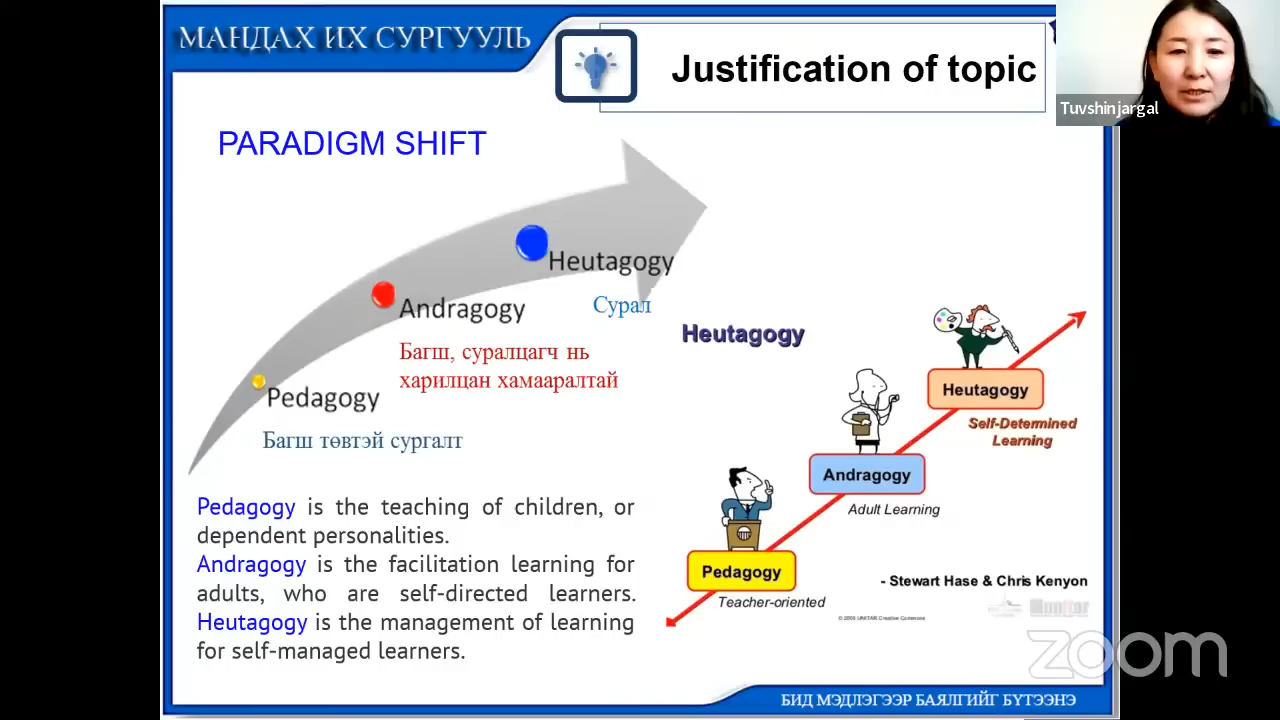 МАНДАХ ИХ СУРГУУЛЬ
Justification of topic
Tuvshinjargal
PARADIGM SHIFT
Heutagogy
Сурал
Andragogy
Багш, суралцагч нь
харилцан хамааралтай
Pedagogy
Багш төвтэй сургалт
Pedagogy is the teaching of children, or
dependent personalities.
Andragogy is the facilitation learning for
adults, who are self-directed learners.
Heutagogy is the management of learning
for self-managed learners.
Heutagogy
Heutagogy
Self-Determined
Learning
Andragogy
Adult Learning
Pedagogy
Teacher-oriented
- Stewart Hase & Chris Kenyon
Creative Commons
zoom
БИД МЭДЛЭГЭЭР БАЯЛГИЙГ БҮТЭЭНЭ